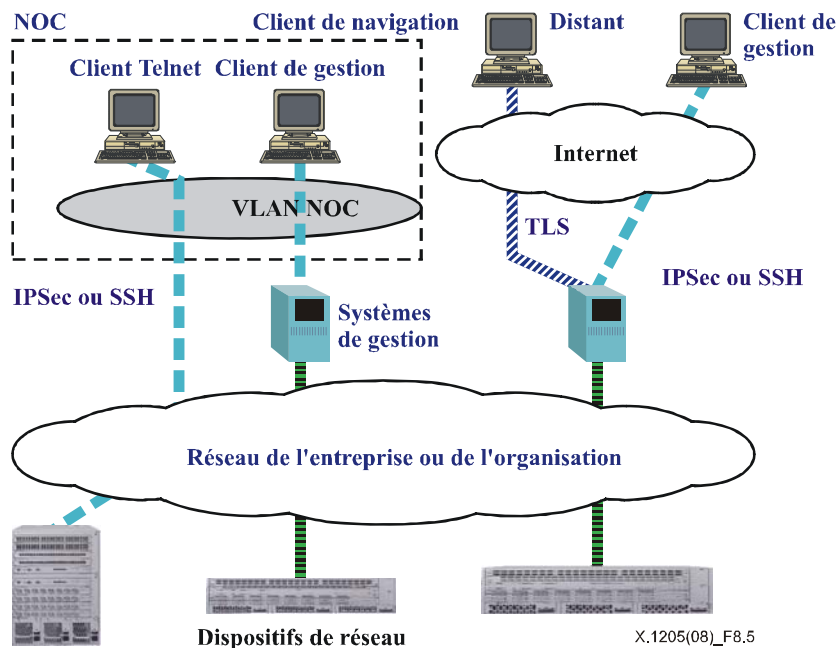 NOC
Client de navigation
Distant
Client de
gestion
Client Telnet
Client de gestion
Internet
VLAN NOC
TLS
IPSec ou SSH
IPSec ou SSH
Systèmes
de gestion
Réseau de l'entreprise ou de l'organisation
Dispositifs de réseau
X.1205(08)_F8.5